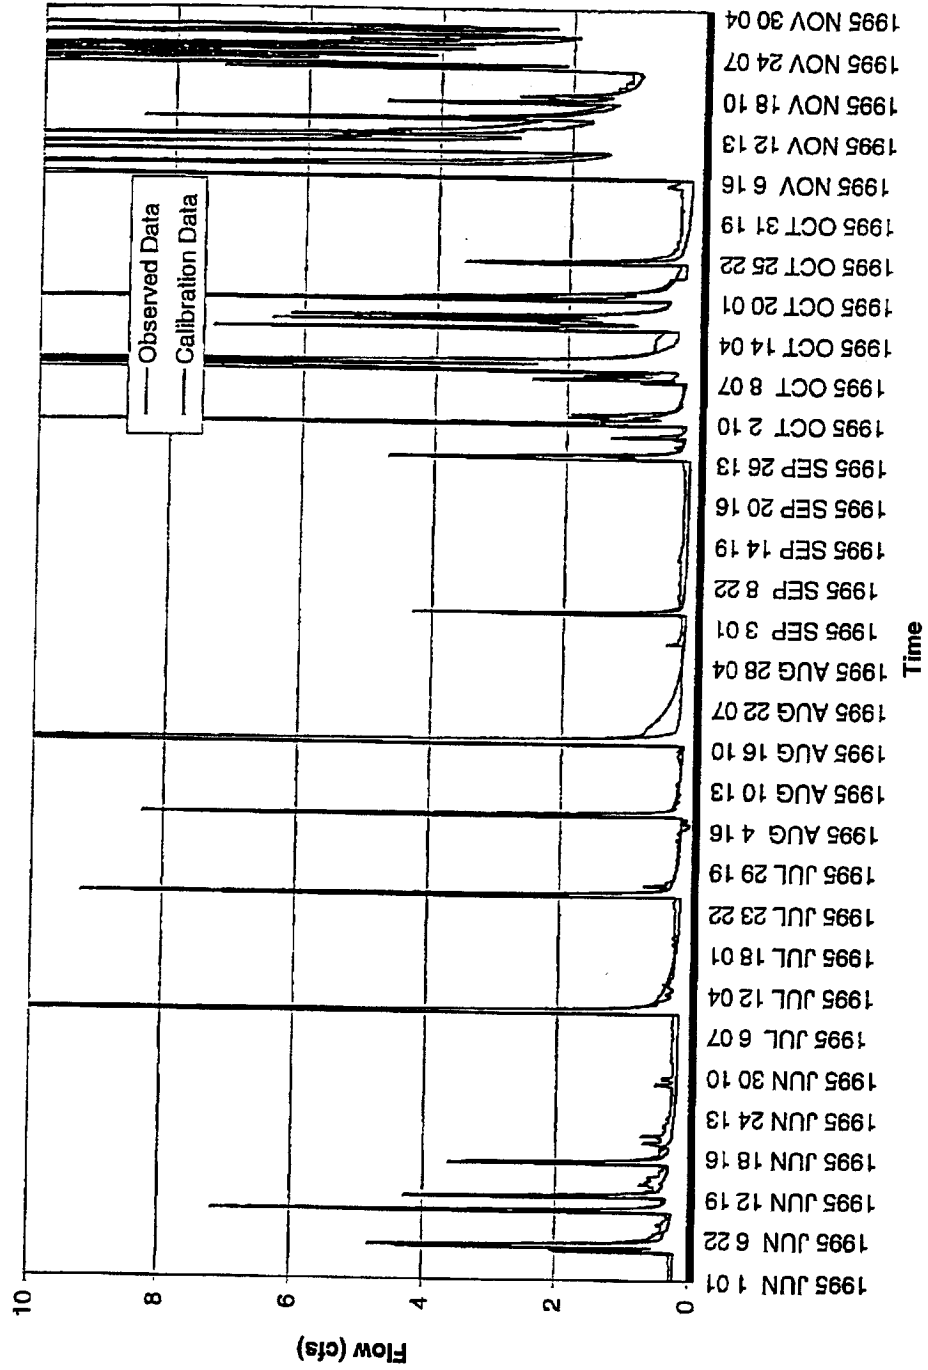 10
8
6
4
2
0
Flow (cfs)
Observed Data
Calibration Data
1995 JUN 1 01
1995 JUN 6 22
1995 JUN 12 19
1995 JUN 18 16
1995 JUN 24 13
1995 JUN 30 10
1995 JUL 6 07
1995 JUL 12 04
1995 JUL 18 01
1995 JUL 23 22
1995 JUL 29 19
1995 AUG 4 16
1995 AUG 10 13
1995 AUG 16 10
1995 AUG 22 07
1995 AUG 28 04
1995 SEP 3 01
1995 SEP 8 22
1995 SEP 14 19
1995 SEP 20 16
1995 SEP 26 13
1995 OCT 2 10
1995 OCT 8 07
1995 OCT 14 04
1995 OCT 20 01
1995 OCT 25 22
1995 OCT 31 19
1995 NOV 6 16
1995 NOV 12 13
1995 NOV 18 10
1995 NOV 24 07
1995 NOV 30 04
Time